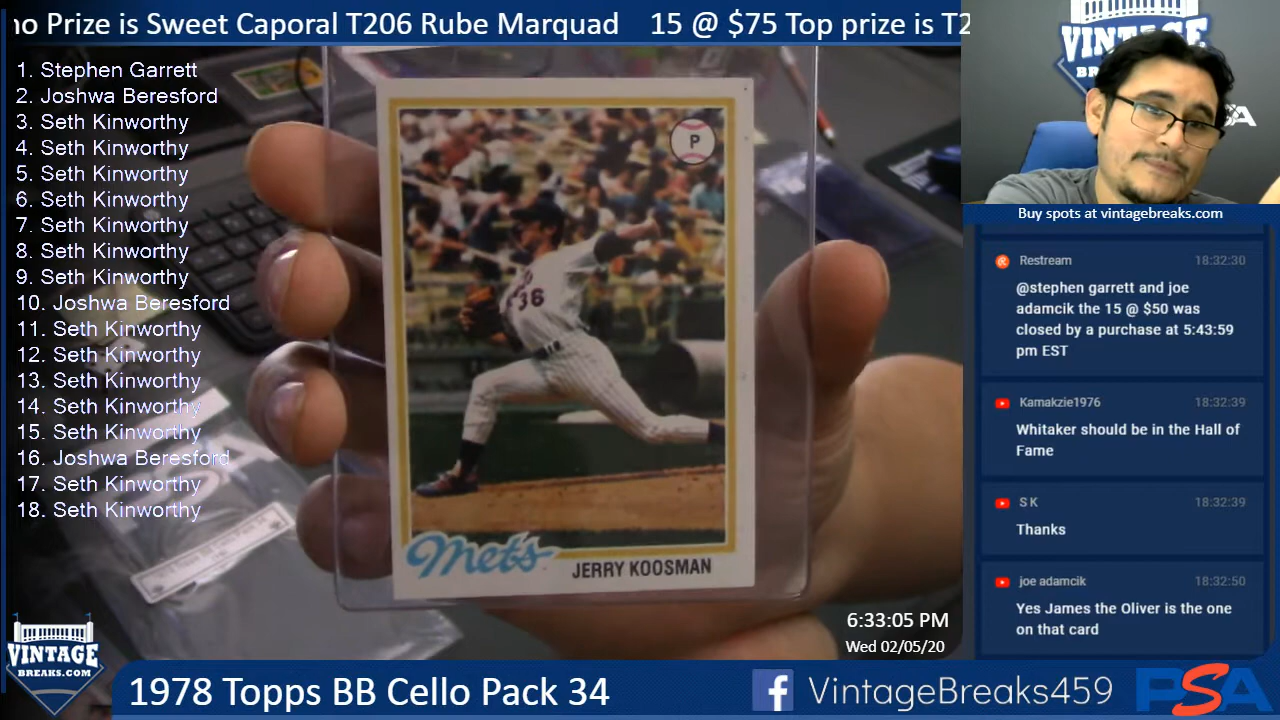 no Prize is Sweet Caporal T206 Rube Marquad 15 @ $75 Top prize is T2
1. Stephen Garrett
2. Joshwa Beresford
3. Seth Kinworthy
4. Seth Kinworthy
5. Seth Kinworthy
6. Seth Kinworthy
7. Seth Kinworthy
8. Seth Kinworthy
9. Seth Kinworthy
10. Joshwa Beresford
11. Seth Kinworthy
12. Seth Kinworthy
13. Seth Kinworthy
14. Seth Kinworthy
15. Seth Kinworthy
16. Joshwa Beresford
17. Seth Kinworthy
18. Seth Kinworthy
P
36
Mets
JERRY KOOSMAN
VINTAGE
Buy spots at vintagebreaks.com
Restream 18:32:30
@stephen garrett and joe
adamcik the 15 @ $50 was
closed by a purchase at 5:43:59
pm EST
Kamakzie1976 18:32:39
Whitaker should be in the Hall of
Fame
S K 18:32:39
Thanks
joe adamcik 18:32:50
Yes James the Oliver is the one
on that card
6:33:05 PM
Wed 02/05/20
VINTAGE
BREAKS.COM
1978 Topps BB Cello Pack 34
f VintageBreaks459
PSA